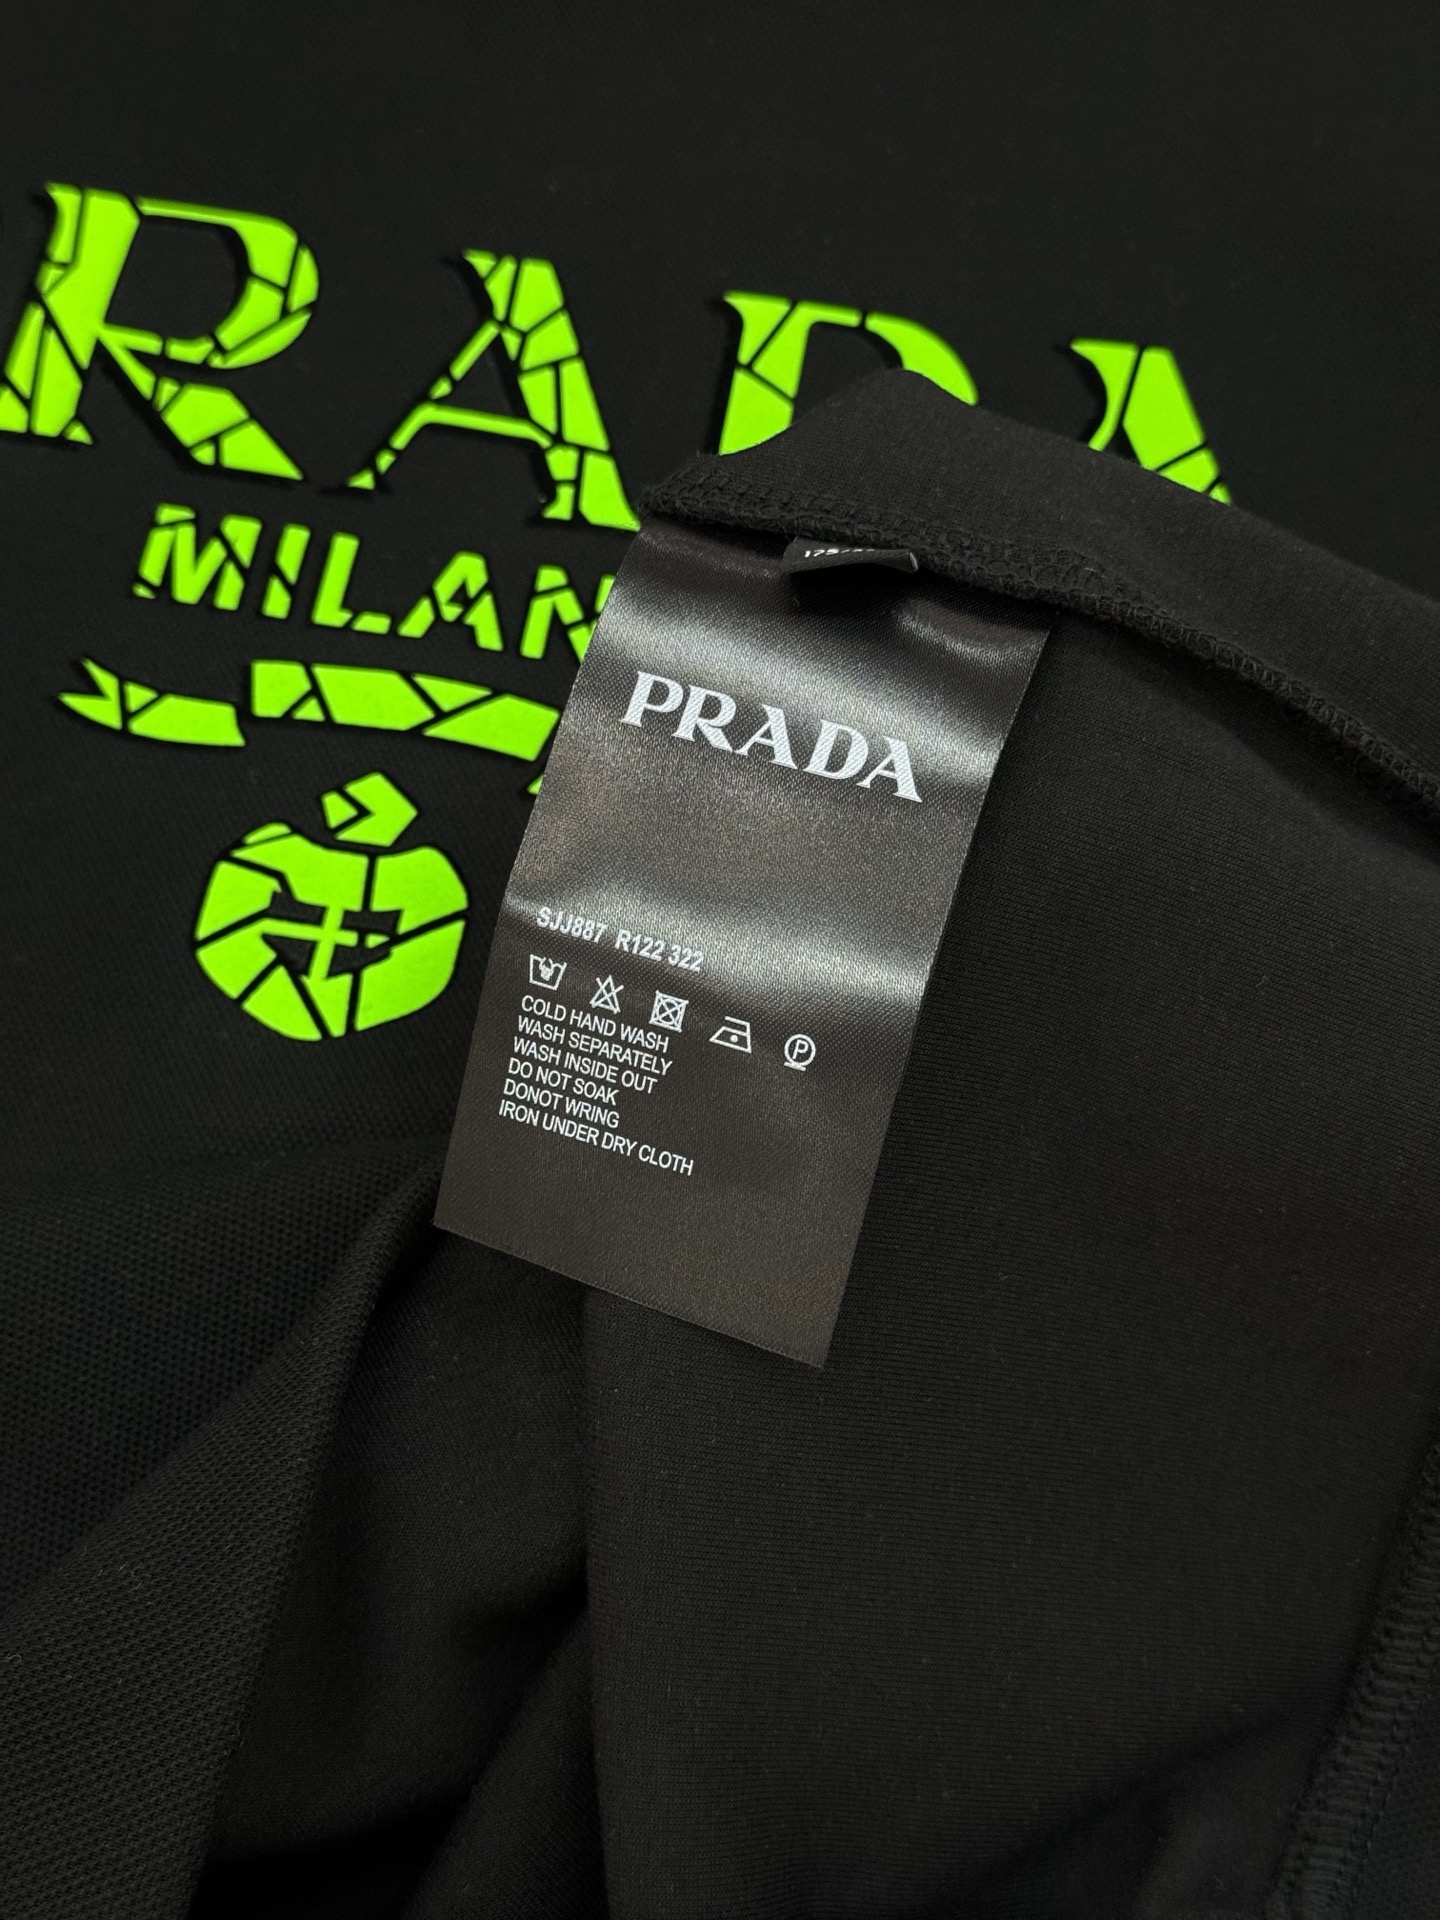 PRADA
MILAN
PRADA
SJJ887 R122 322
COLD HAND WASH
WASH SEPARATELY
WASH INSIDE OUT
DO NOT SOAK
DONOT WRING
IRON UNDER DRY CLOTH
P